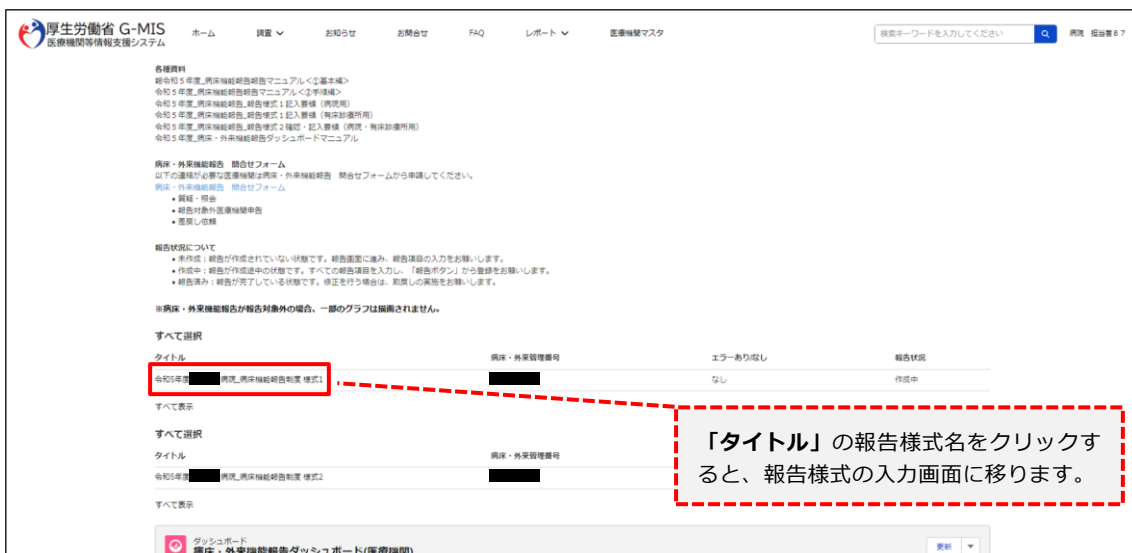 厚生労働省 G-MIS
医療機関等情報支援システム
ホーム 調査 お知らせ お問合せ FAQ レポート 医療機関マスタ
検索キーワードを入力してください
病院 担当者87
各種資料
報令和5年度_病床機能報告報告マニュアル<①基本編>
令和5年度_病床機能報告報告マニュアル<②手順編>
令和5年度_病床機能報告_報告様式1記入要領（病院用）
令和5年度_病床機能報告_報告様式1記入要領（有床診療所用）
令和5年度_病床機能報告_報告様式2確認・記入要領（病院・有床診療所用）
令和5年度_病床・外来機能報告ダッシュボードマニュアル
病床・外来機能報告 問合せフォーム
以下の連絡が必要な医療機関は病床・外来機能報告 問合せフォームから申請してください。
病床・外来機能報告 問合せフォーム
• 質疑・照会
• 報告対象外医療機関申告
• 差戻し依頼
報告状況について
• 未作成：報告が作成されていない状態です。報告画面に進み、報告項目の入力をお願いします。
• 作成中：報告が作成途中の状態です。すべての報告項目を入力し、「報告ボタン」から登録をお願いします。
• 報告済み：報告が完了している状態です。修正を行う場合は、取戻しの実施をお願いします。
※病床・外来機能報告が報告対象外の場合、一部のグラフは描画されません。
すべて選択
タイトル 病床・外来管理番号 エラーあり/なし 報告状況
令和5年度 病院_病床機能報告制度 様式1 なし 作成中
すべて表示
すべて選択
タイトル 病床・外来管理番号
令和5年度 病院_病床機能報告制度 様式2
すべて表示
「タイトル」の報告様式名をクリックす
ると、報告様式の入力画面に移ります。
ダッシュボード
病床・外来機能報告ダッシュボード(医療機関)
更新